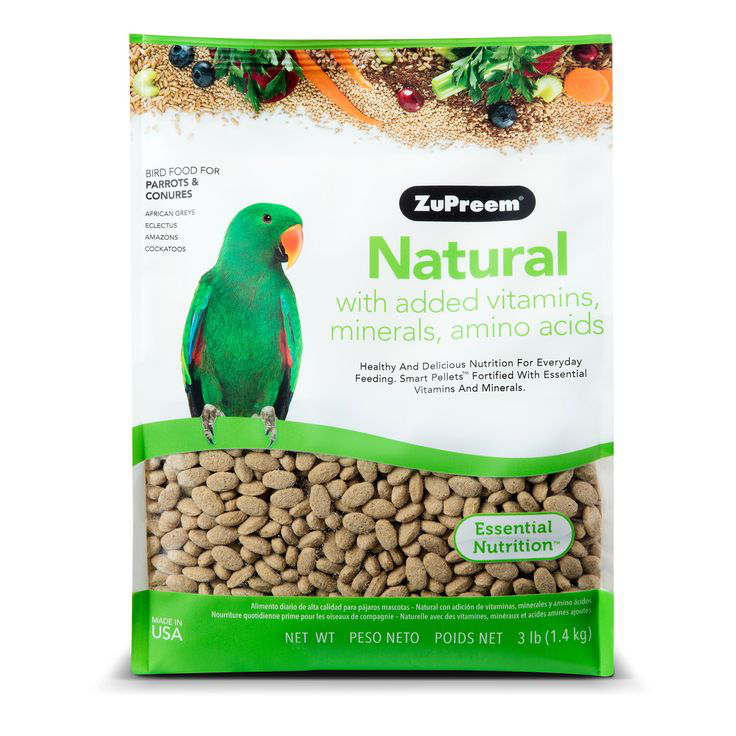 BIRD FOOD FOR
PARROTS &
CONURES
AFRICAN GREYS
ECLECTUS
AMAZONS
COCKATOOS
ZuPreem®
Natural
with added vitamins,
minerals, amino acids
Healthy And Delicious Nutrition For Everyday
Feeding. Smart Pellets™ Fortified With Essential
Vitamins And Minerals.
Essential
Nutrition™
Alimento diario de alta calidad para pájaros mascotas - Natural con adición de vitaminas, minerales y amino ácidos
Nourriture quotidienne prime pour les oiseaux de compagnie - Naturelle avec des vitamines, minéraux et acides amines ajoutés
MADE IN
USA
NET WT PESO NETO POIDS NET 3 lb (1.4 kg)